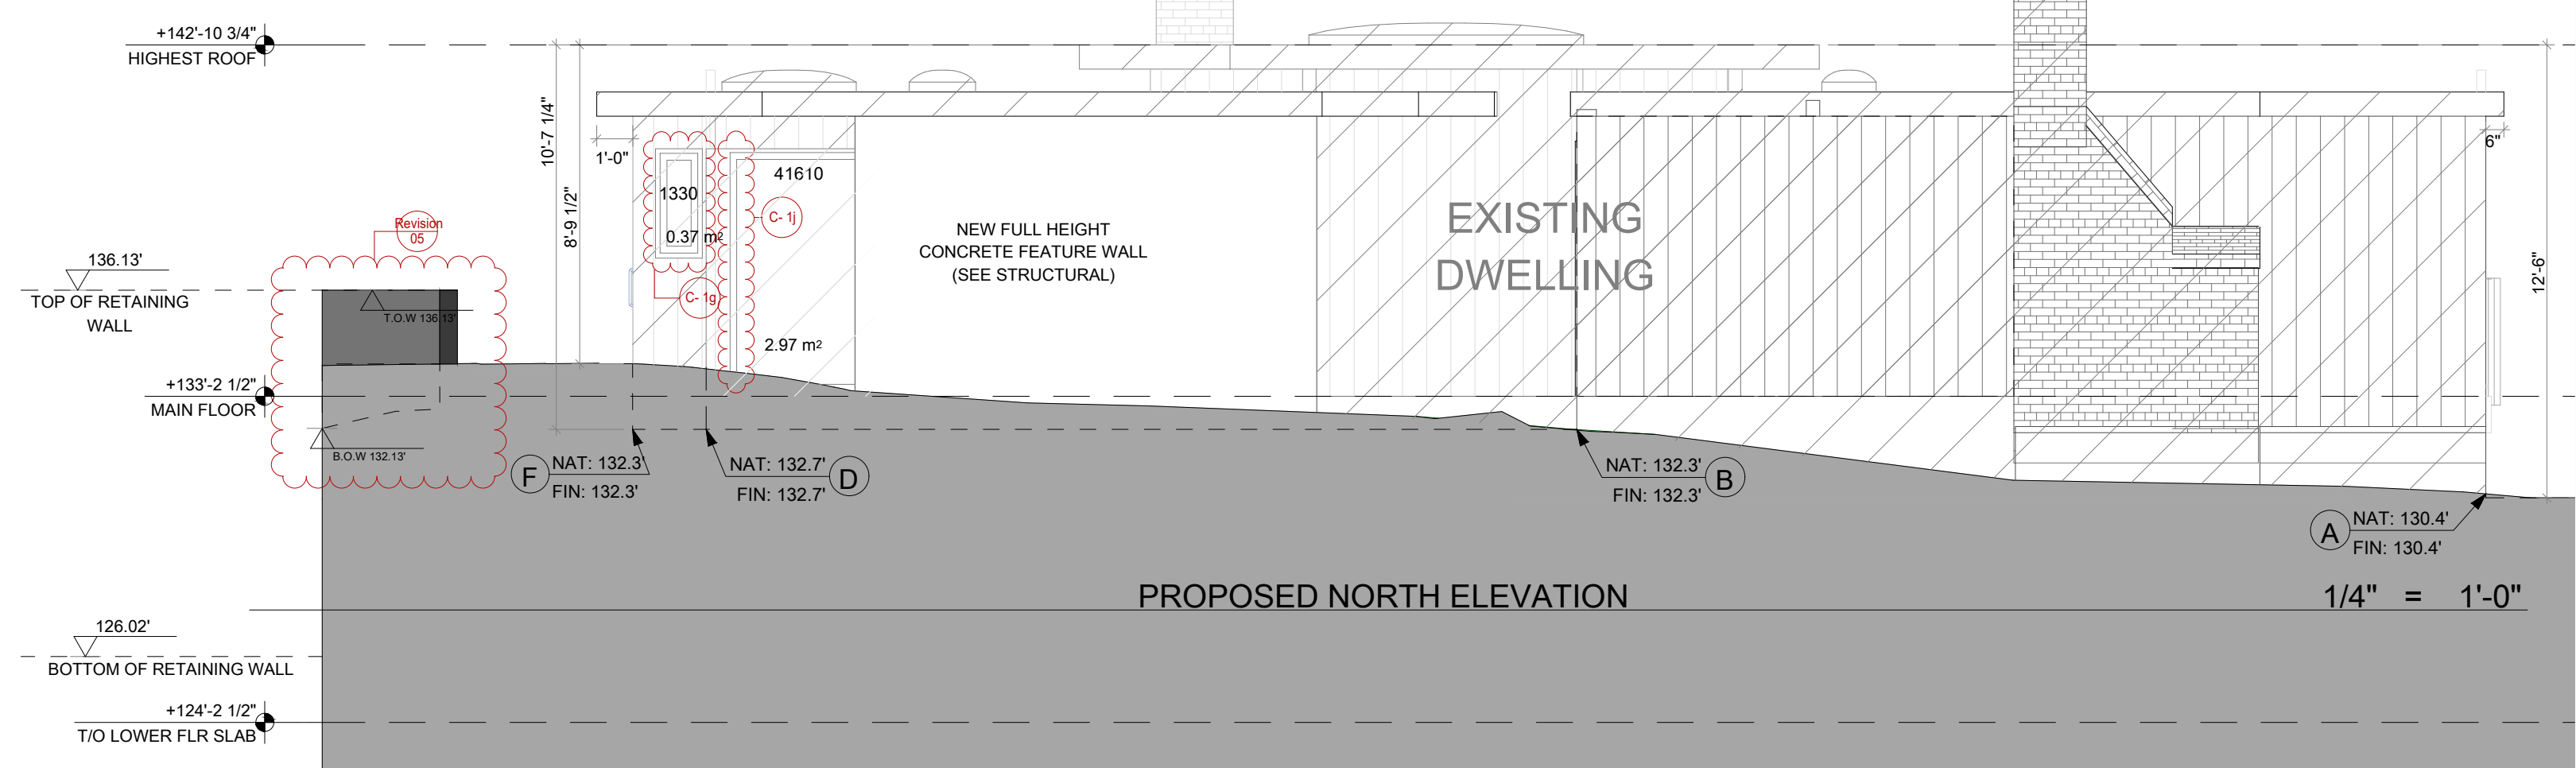 +142'-10 3/4"
HIGHEST ROOF
10'-7 1/4"
8'-9 1/2"
1'-0"
1330
0.37 m2
41610
C- 1j
C- 1g
2.97 m2
NEW FULL HEIGHT
CONCRETE FEATURE WALL
(SEE STRUCTURAL)
EXISTING
DWELLING
6"
12'-6"
Revision
05
136.13'
TOP OF RETAINING
WALL
T.O.W 136.13'
+133'-2 1/2"
MAIN FLOOR
B.O.W 132.13'
F
NAT: 132.3'
FIN: 132.3'
NAT: 132.7'
FIN: 132.7'
D
NAT: 132.3'
FIN: 132.3'
B
A
NAT: 130.4'
FIN: 130.4'
PROPOSED NORTH ELEVATION
1/4" = 1'-0"
126.02'
BOTTOM OF RETAINING WALL
+124'-2 1/2"
T/O LOWER FLR SLAB